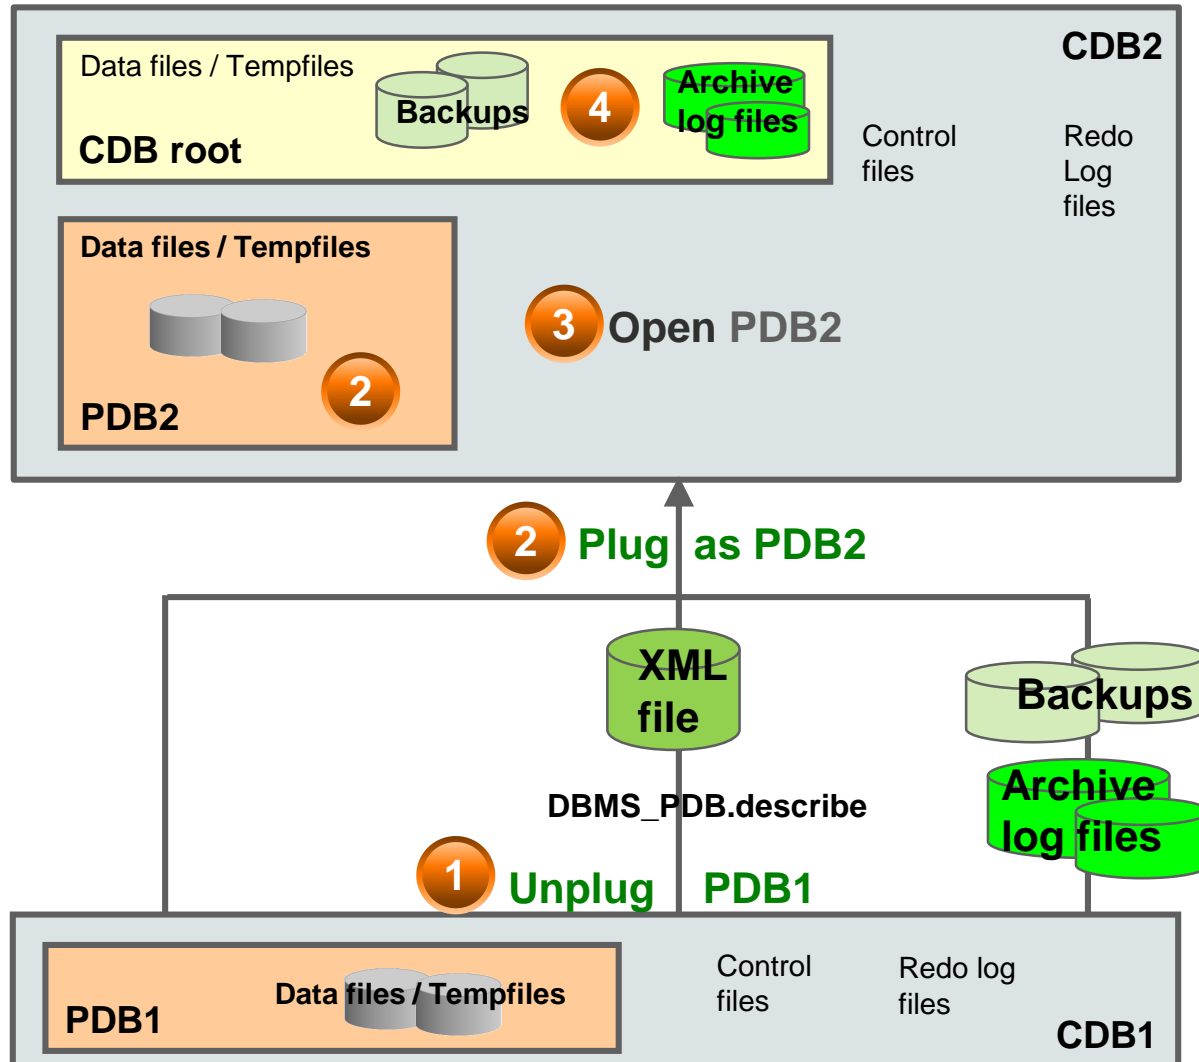 CDB2
Data files / Tempfiles
Backups
4
Archive
log files
CDB root
Control
files
Redo
Log
files
Data files / Tempfiles
2
PDB2
3 Open PDB2
2 Plug as PDB2
XML
file
Backups
Archive
log files
DBMS_PDB.describe
1 Unplug PDB1
Data files / Tempfiles
PDB1
Control
files
Redo log
files
CDB1